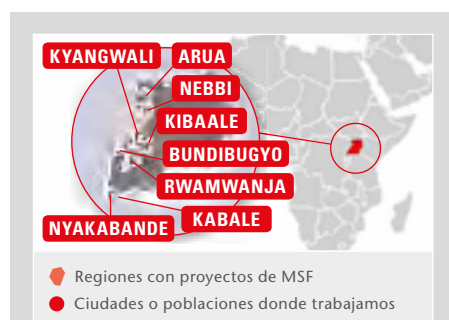 KYANGWALI
ARUA
NEBBI
KIBAALE
BUNDIBUGYO
RWAMWANJA
KABALE
NYAKABANDE
Regiones con proyectos de MSF
Ciudades o poblaciones donde trabajamos